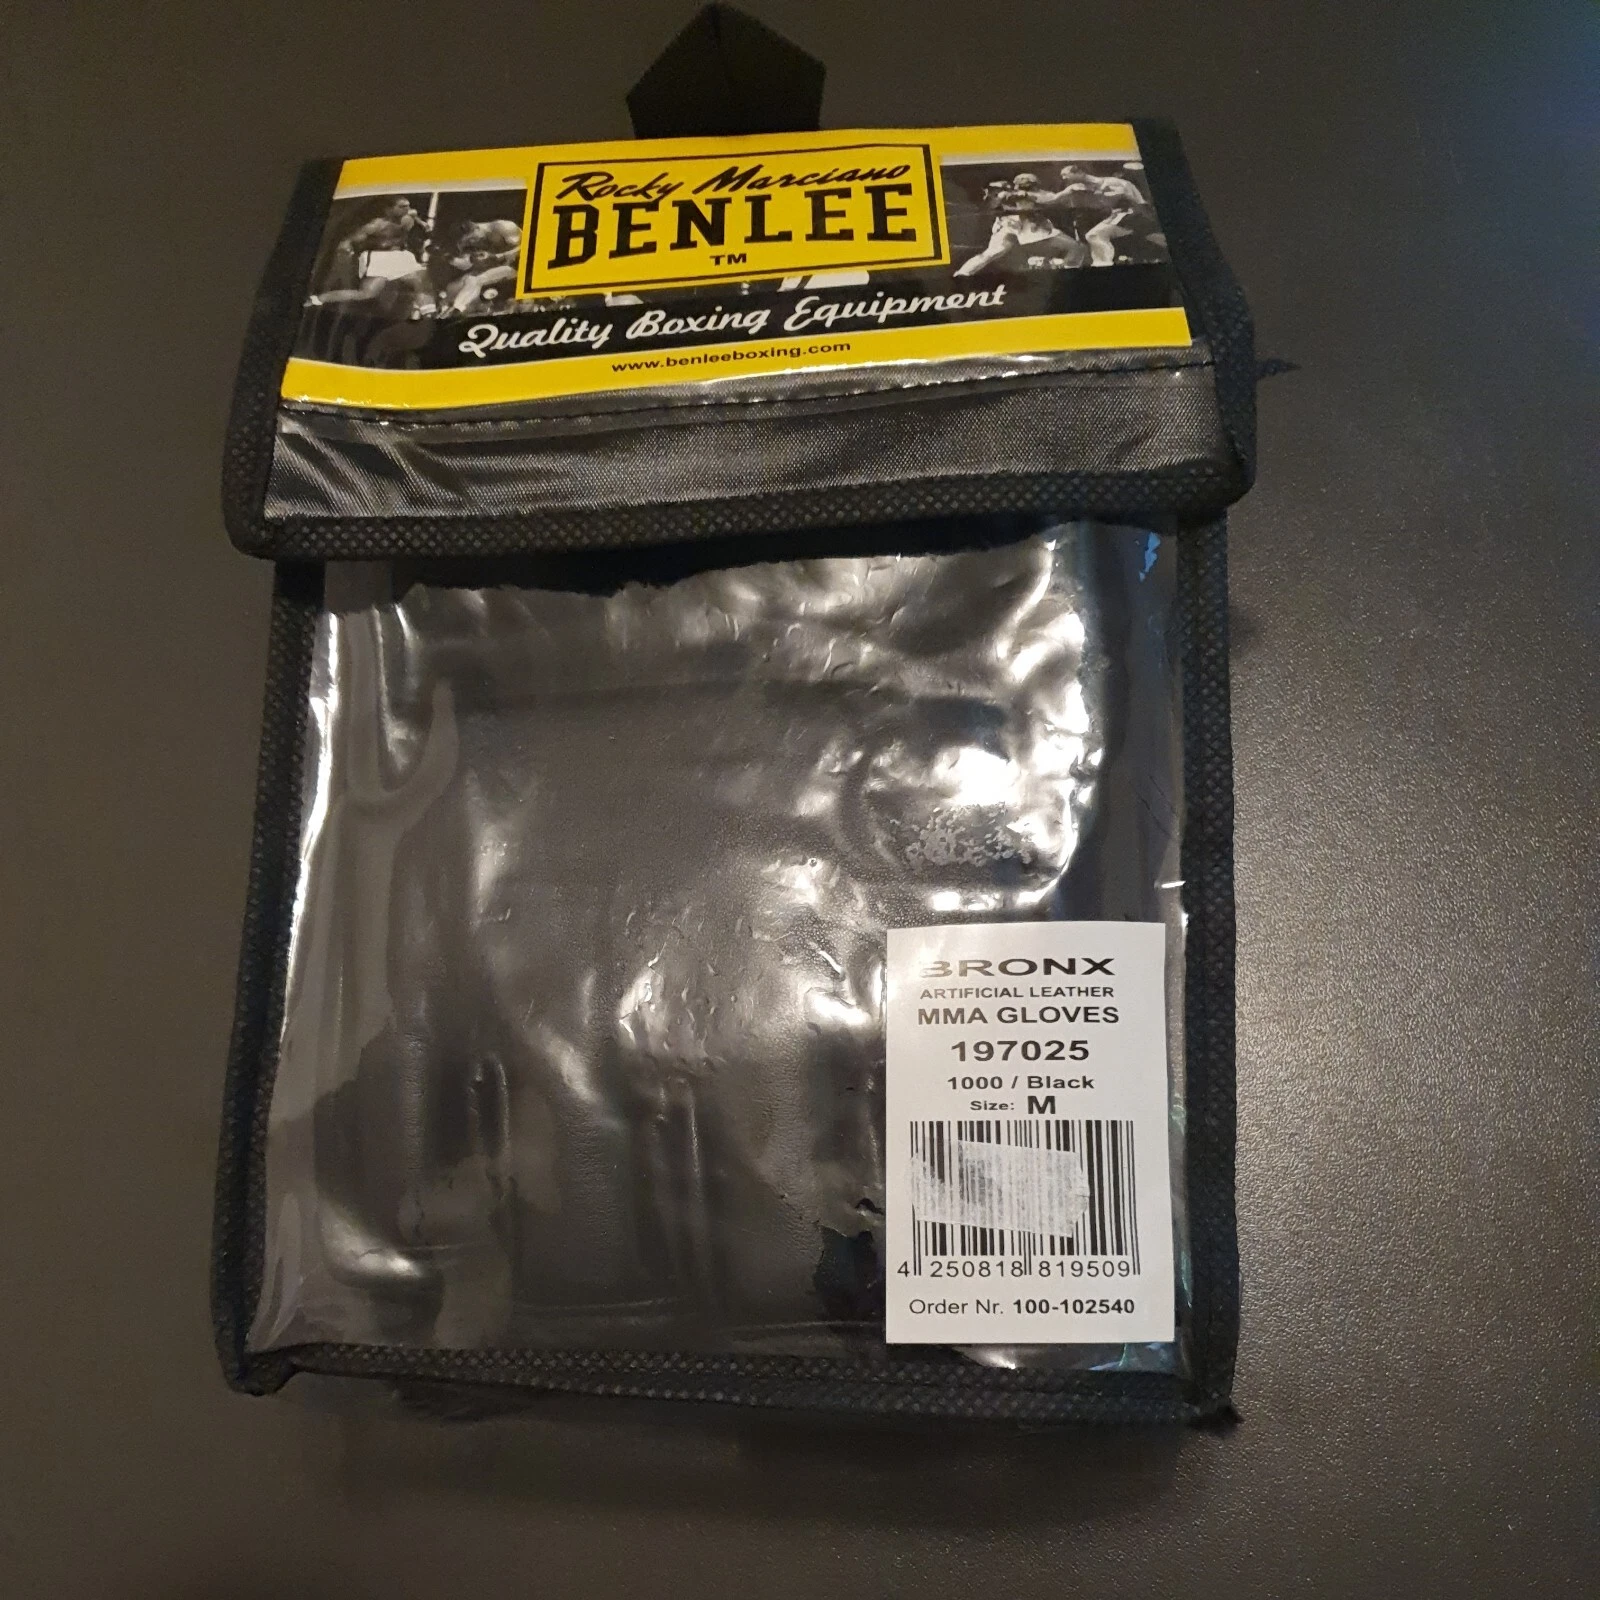 Rocky Marciano
BENLEE
TM
Quality Boxing Equipment
www.benleeboxing.com
BRONX
ARTIFICIAL LEATHER
MMA GLOVES
197025
1000 / Black
Size: M
4 250818 819509
Order Nr. 100-102540